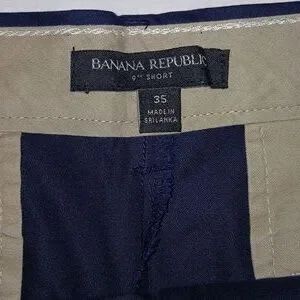 BANANA REPUBLIC
9" SHORT
35
MADE IN
SRI LANKA